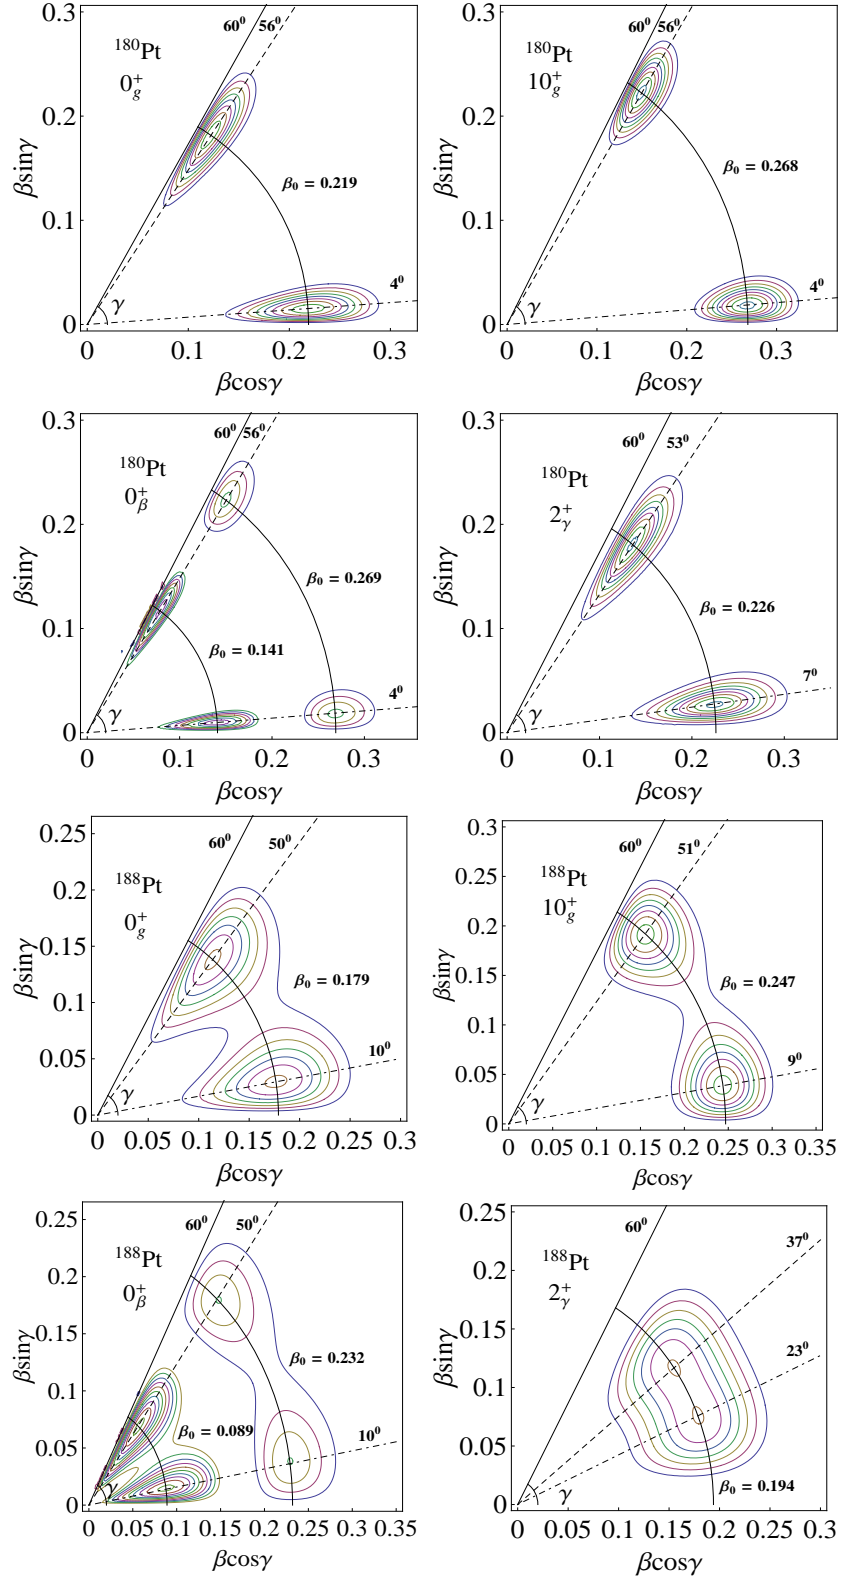 0.3
60⁰ 56⁰
¹⁸⁰Pt
0⁺g
0.2
βsinγ
β₀ = 0.219
0.1
4⁰
γ
0
0 0.1 0.2 0.3
βcosγ
0.3
60⁰ 56⁰
¹⁸⁰Pt
10⁺g
0.2
βsinγ
β₀ = 0.268
0.1
4⁰
γ
0
0 0.1 0.2 0.3
βcosγ
0.3
60⁰ 56⁰
¹⁸⁰Pt
0⁺β
0.2
βsinγ
β₀ = 0.269
β₀ = 0.141
0.1
4⁰
γ
0
0 0.1 0.2 0.3
βcosγ
0.3
60⁰ 53⁰
¹⁸⁰Pt
2⁺γ
0.2
βsinγ
β₀ = 0.226
0.1
7⁰
γ
0
0 0.1 0.2 0.3
βcosγ
0.25
60⁰ 50⁰
¹⁸⁸Pt
0⁺g
0.2
0.15
βsinγ
β₀ = 0.179
0.1
0.05
10⁰
γ
0
0 0.05 0.1 0.15 0.2 0.25 0.3
βcosγ
0.3
60⁰ 51⁰
0.25
¹⁸⁸Pt
10⁺g
0.2
0.15
βsinγ
β₀ = 0.247
0.1
0.05
9⁰
γ
0
0 0.05 0.1 0.15 0.2 0.25 0.3 0.35
βcosγ
0.25
60⁰ 50⁰
¹⁸⁸Pt
0⁺β
0.2
0.15
βsinγ
β₀ = 0.232
0.1
β₀ = 0.089
0.05
10⁰
γ
0
0 0.05 0.1 0.15 0.2 0.25 0.3 0.35
βcosγ
0.25
60⁰
37⁰
¹⁸⁸Pt
2⁺γ
0.2
0.15
βsinγ
23⁰
0.1
0.05
β₀ = 0.194
γ
0
0 0.05 0.1 0.15 0.2 0.25 0.3
βcosγ